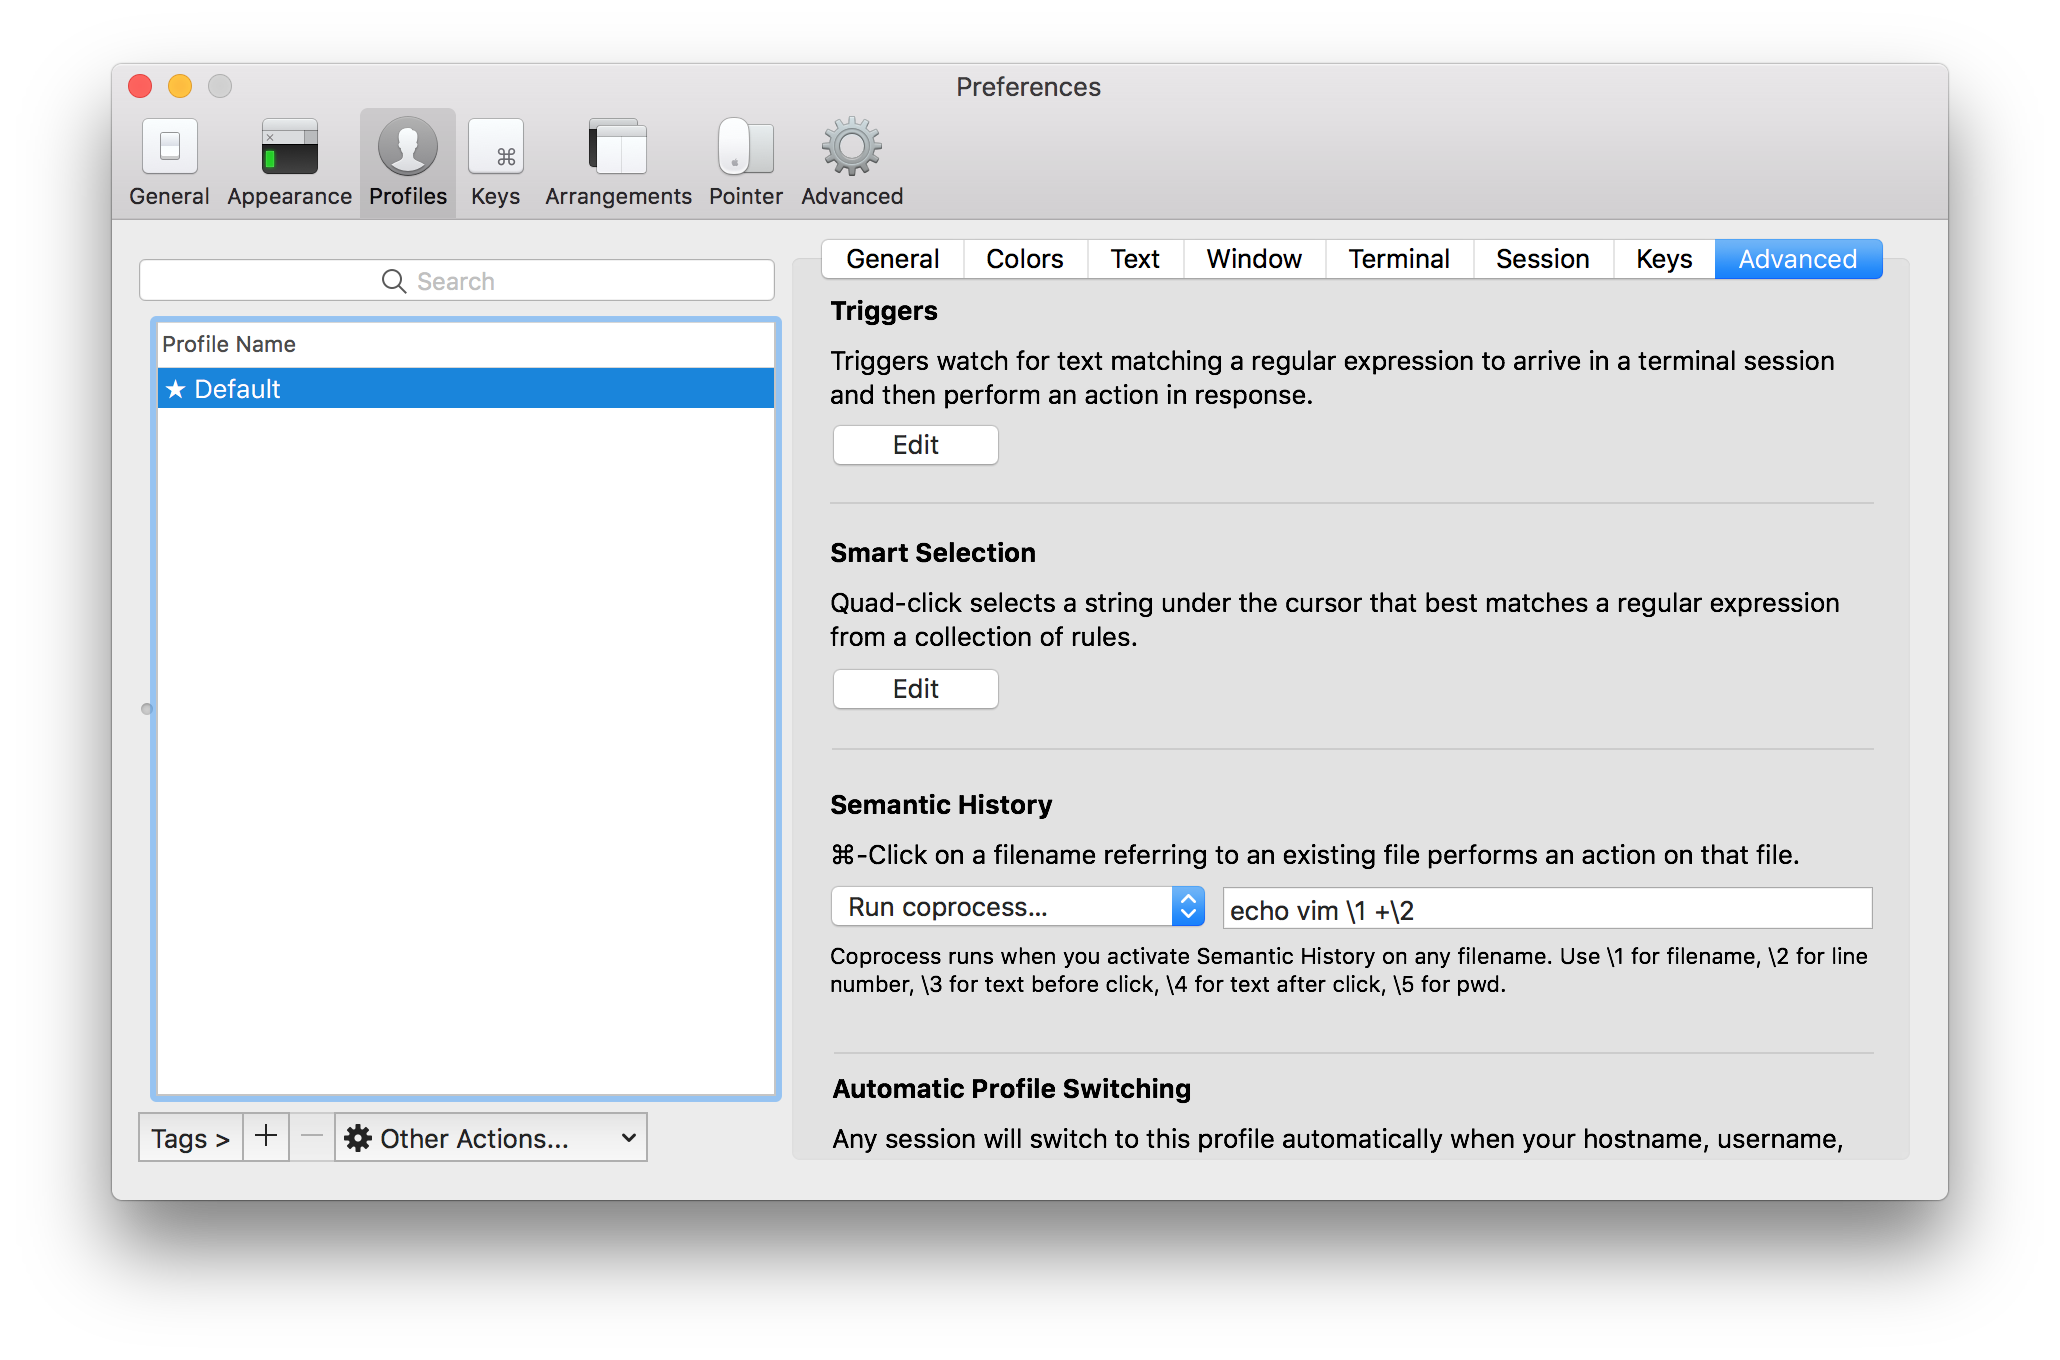 Preferences
General Appearance Profiles Keys Arrangements Pointer Advanced
Search
Profile Name
★ Default
Tags > + — Other Actions...
General Colors Text Window Terminal Session Keys Advanced
Triggers
Triggers watch for text matching a regular expression to arrive in a terminal session
and then perform an action in response.
Edit
Smart Selection
Quad-click selects a string under the cursor that best matches a regular expression
from a collection of rules.
Edit
Semantic History
⌘-Click on a filename referring to an existing file performs an action on that file.
Run coprocess... echo vim \1 +\2
Coprocess runs when you activate Semantic History on any filename. Use \1 for filename, \2 for line
number, \3 for text before click, \4 for text after click, \5 for pwd.
Automatic Profile Switching
Any session will switch to this profile automatically when your hostname, username,